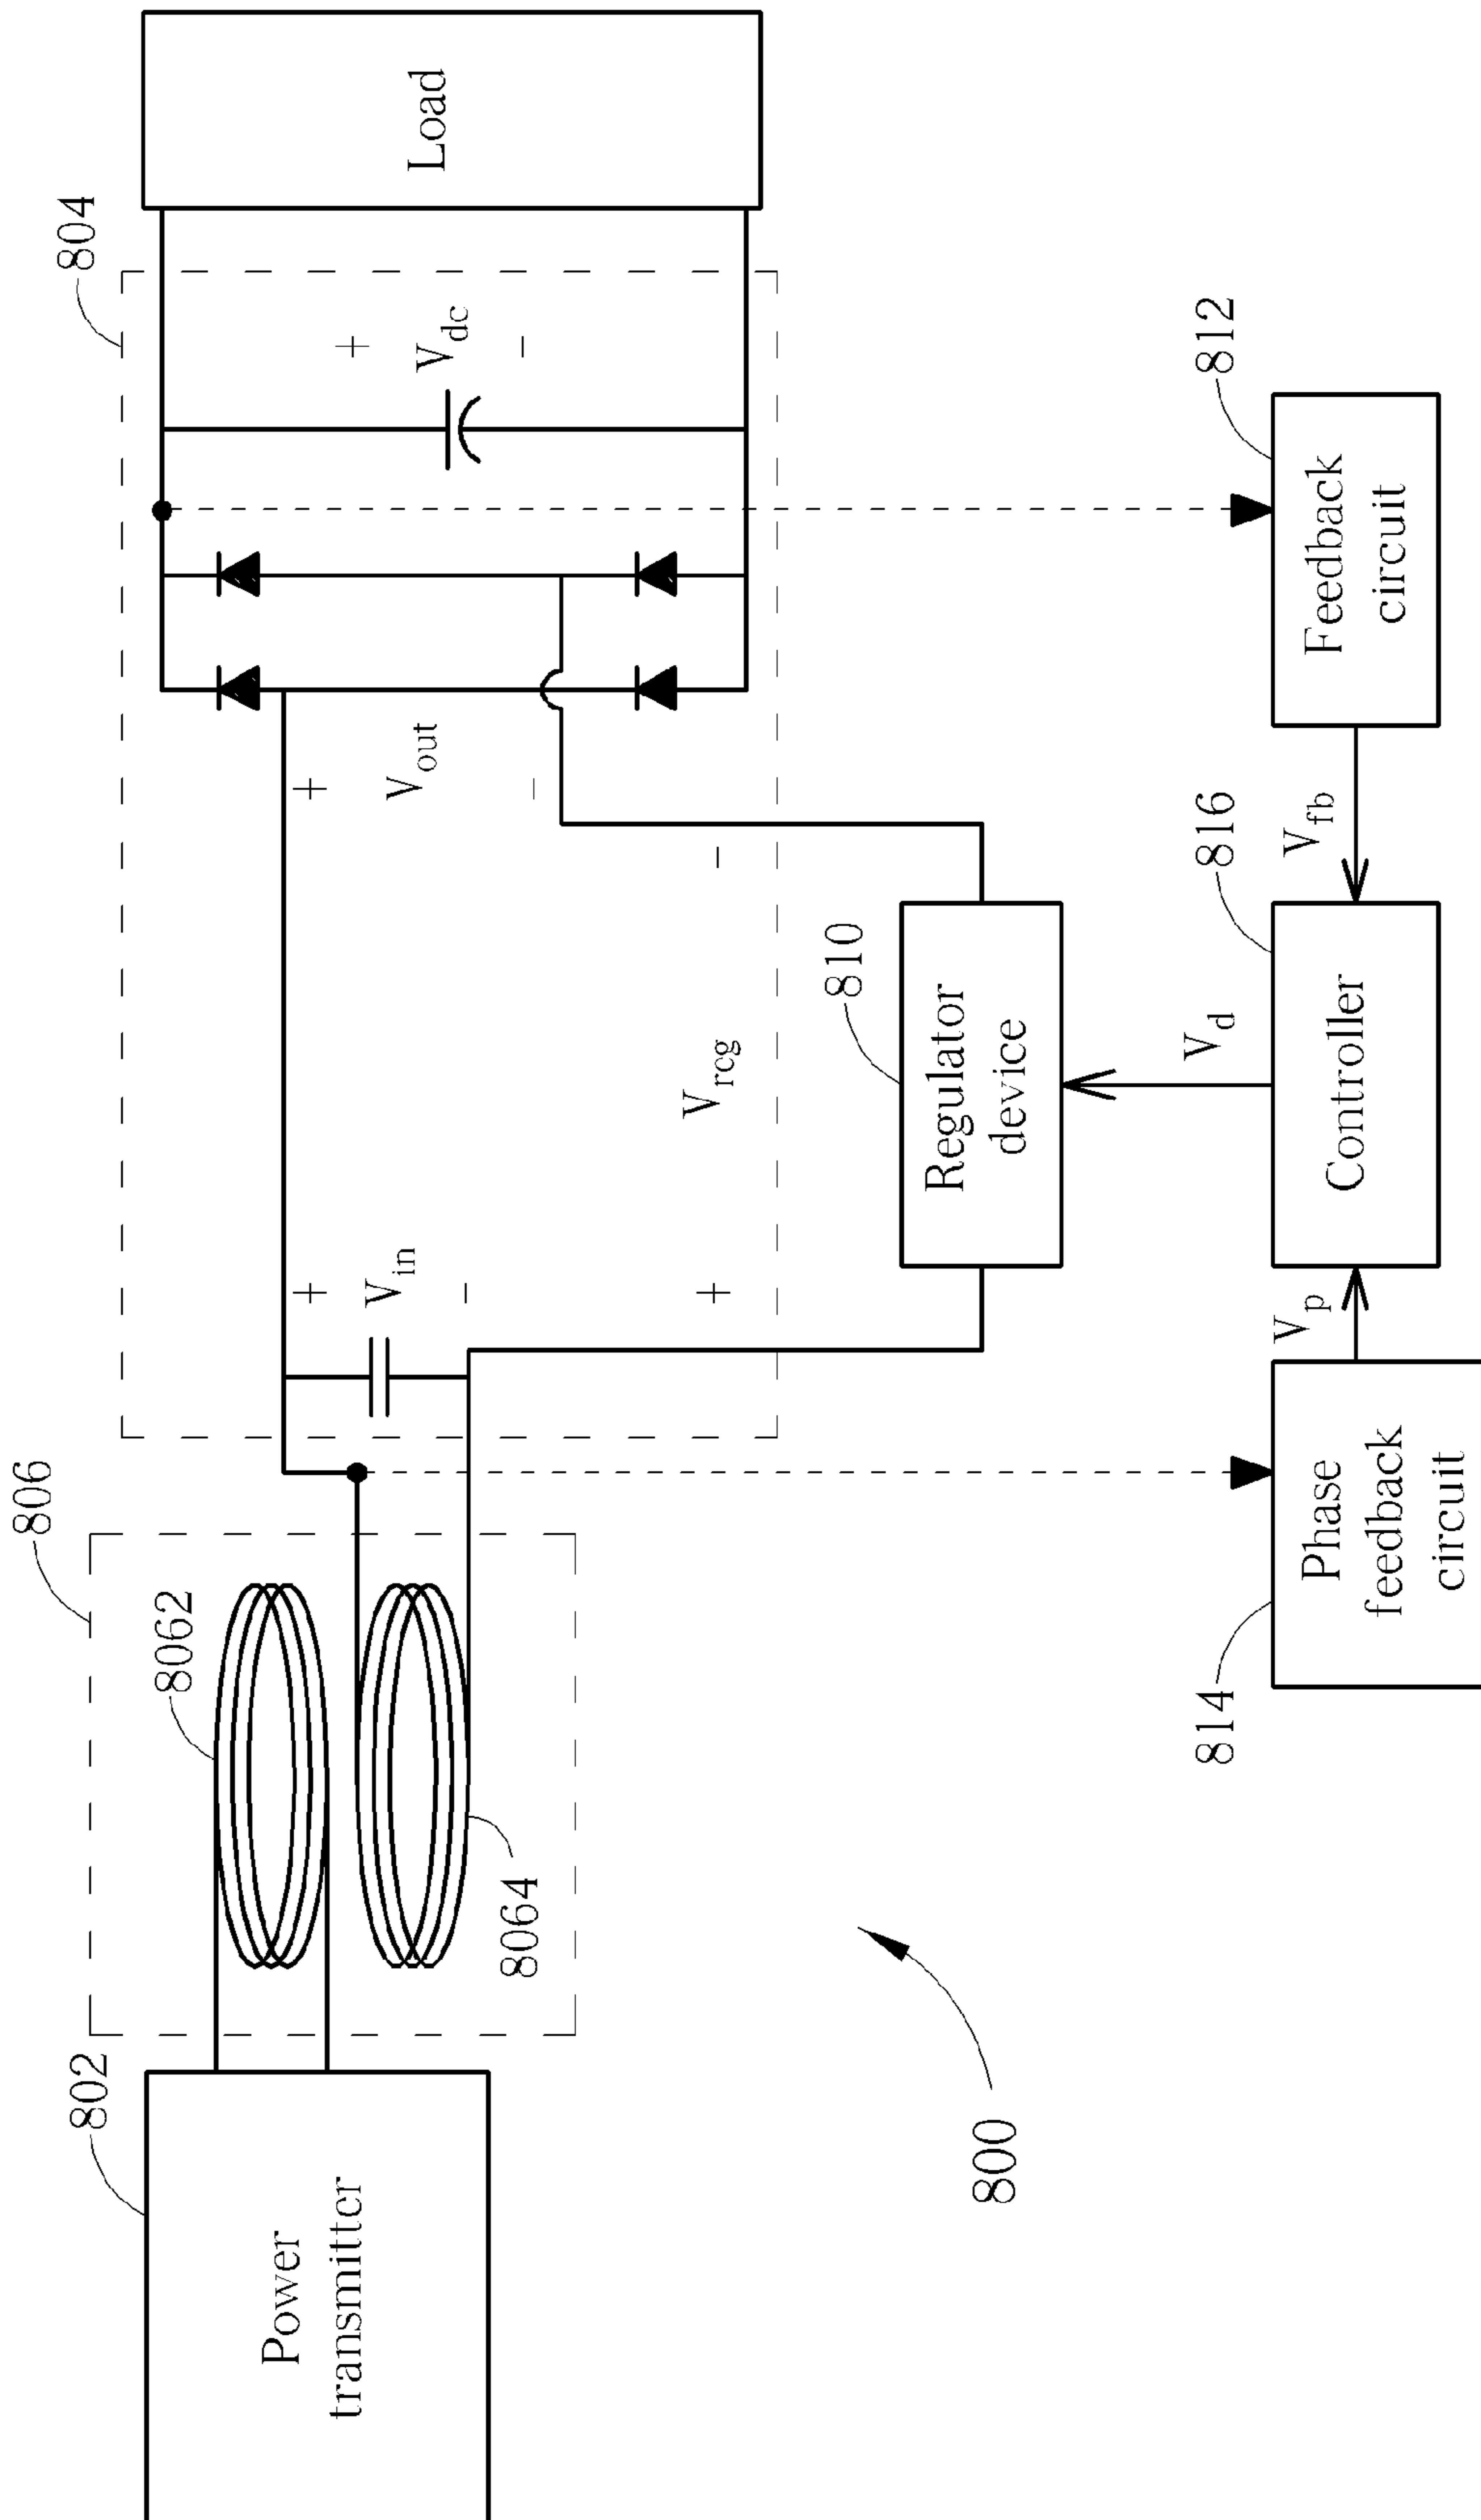 804
806
802
8062
Load
Power
transmitter
+
V_in
−
+
V_out
−
+
V_dc
−
8064
+
V_reg
−
810
Regulator
device
800
V_d
814
816
812
Phase
feedback
circuit
V_p
Controller
V_fb
Feedback
circuit